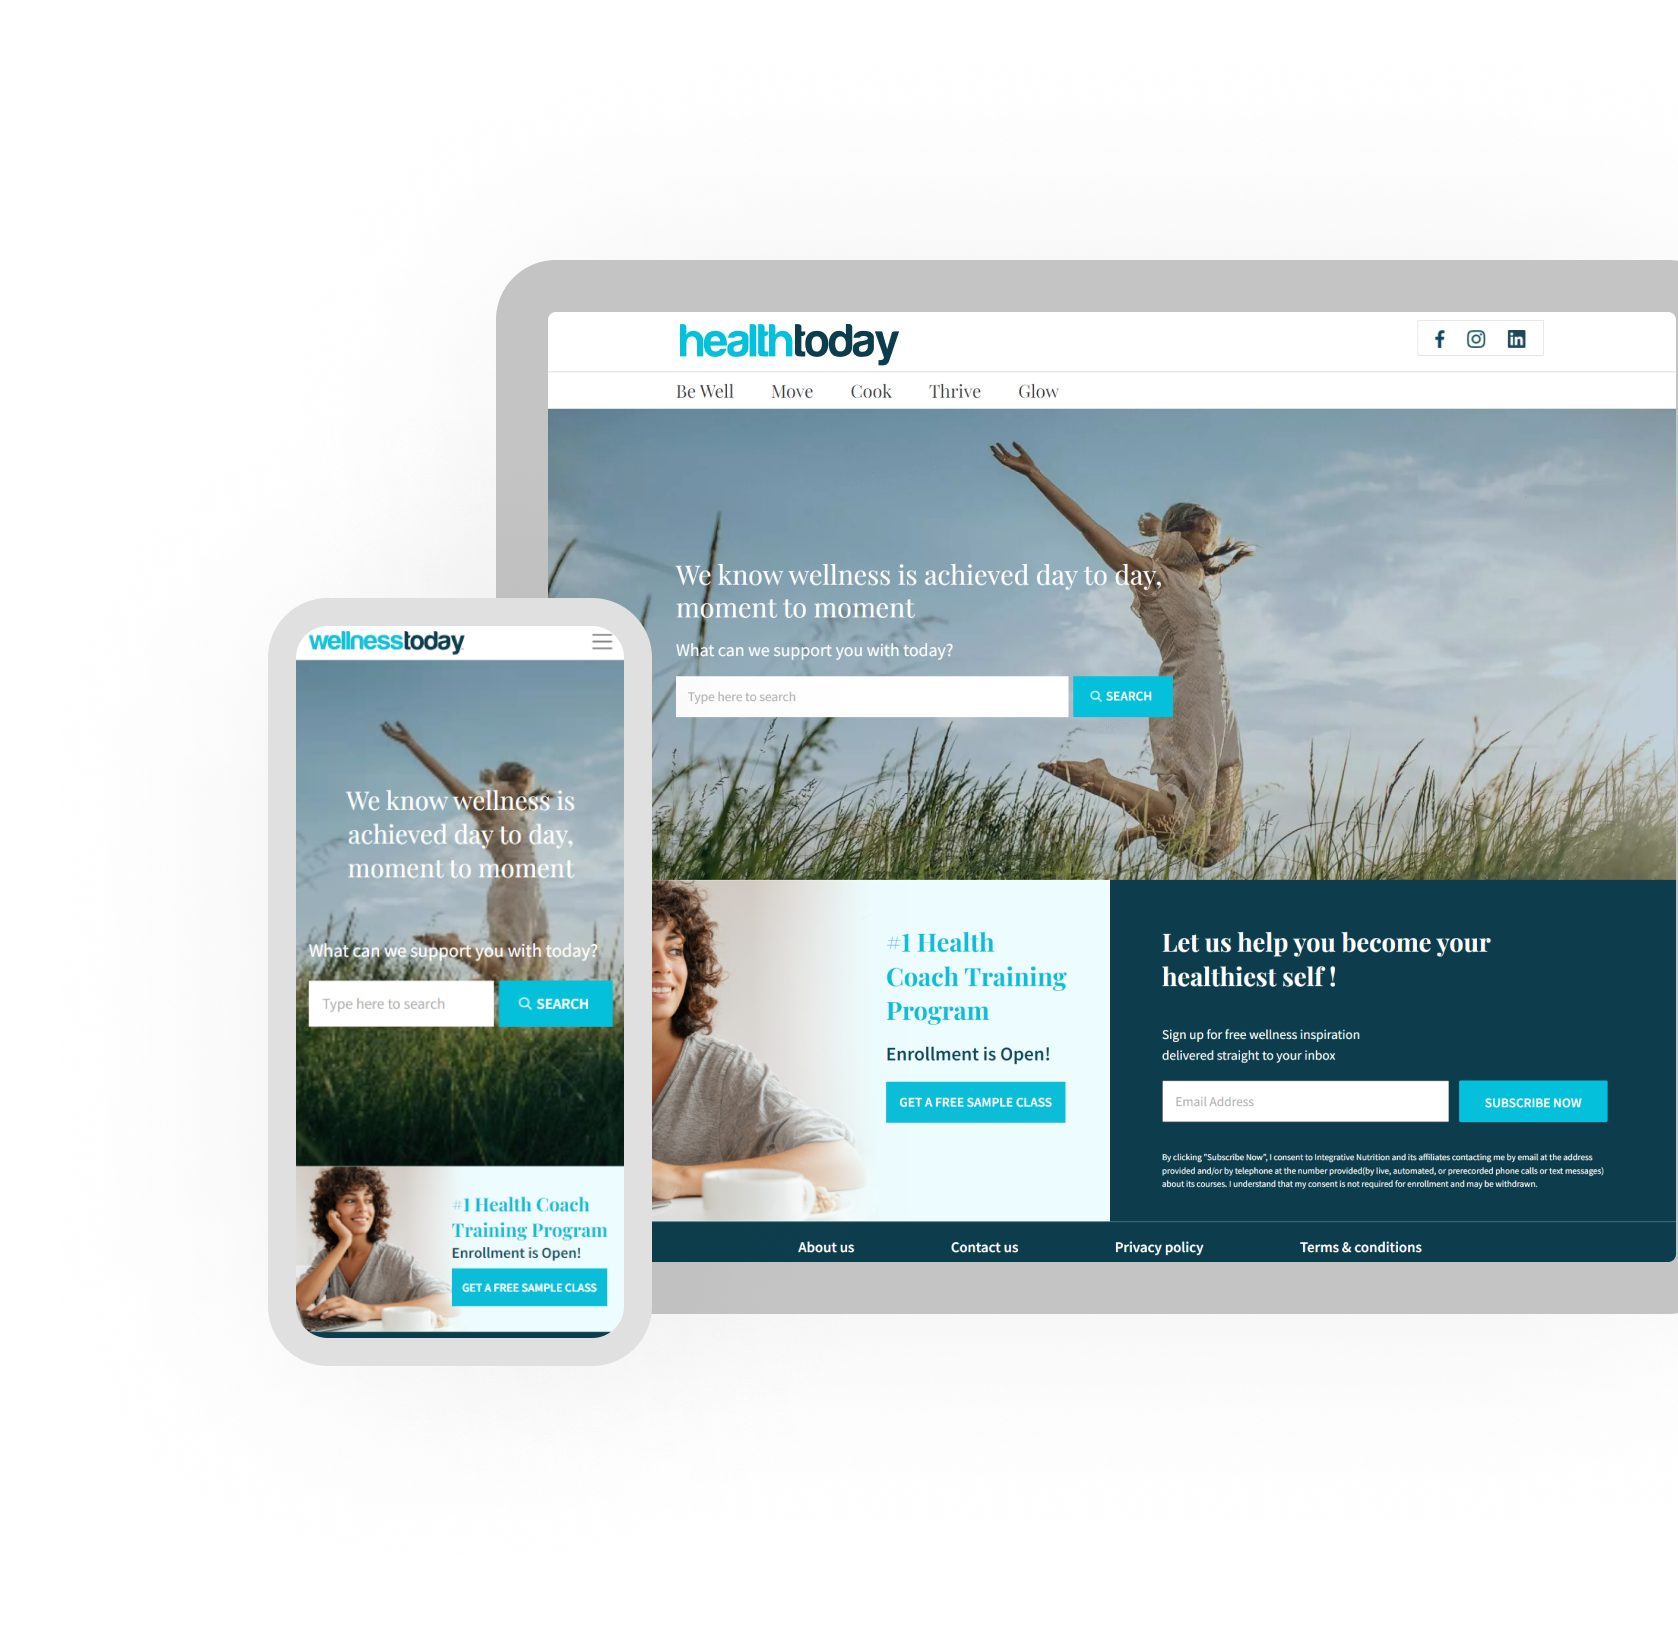 healthtoday
Be Well Move Cook Thrive Glow
We know wellness is achieved day to day,
moment to moment
What can we support you with today?
Type here to search
SEARCH
#1 Health
Coach Training
Program
Enrollment is Open!
GET A FREE SAMPLE CLASS
Let us help you become your
healthiest self !
Sign up for free wellness inspiration
delivered straight to your inbox
Email Address
SUBSCRIBE NOW
By clicking "Subscribe Now", I consent to Integrative Nutrition and its affiliates contacting me by email at the address
provided and/or by telephone at the number provided(by live, automated, or prerecorded phone calls or text messages)
about its courses. I understand that my consent is not required for enrollment and may be withdrawn.
About us Contact us Privacy policy Terms & conditions
wellnesstoday
We know wellness is
achieved day to day,
moment to moment
What can we support you with today?
Type here to search
SEARCH
#1 Health Coach
Training Program
Enrollment is Open!
GET A FREE SAMPLE CLASS